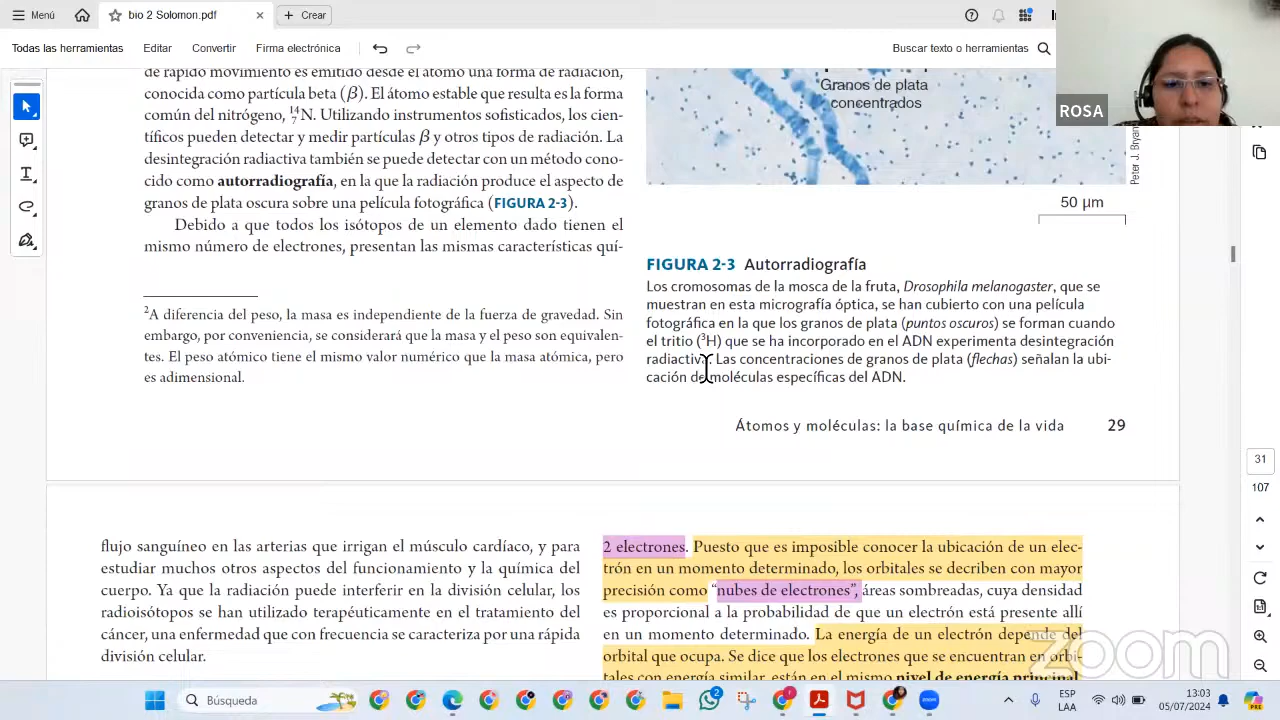 Menú
bio 2 Solomon.pdf
Crear
ROSA
Todas las herramientas
Editar
Convertir
Firma electrónica
Buscar texto o herramientas
de rápido movimiento es emitido desde el átomo una forma de radiación,
conocida como partícula beta (β). El átomo estable que resulta es la forma
común del nitrógeno, ¹⁴₇N. Utilizando instrumentos sofisticados, los cien-
tíficos pueden detectar y medir partículas β y otros tipos de radiación. La
desintegración radiactiva también se puede detectar con un método cono-
cido como autorradiografía, en la que la radiación produce el aspecto de
granos de plata oscura sobre una película fotográfica (FIGURA 2-3).
Debido a que todos los isótopos de un elemento dado tienen el
mismo número de electrones, presentan las mismas características quí-
²A diferencia del peso, la masa es independiente de la fuerza de gravedad. Sin
embargo, por conveniencia, se considerará que la masa y el peso son equivalen-
tes. El peso atómico tiene el mismo valor numérico que la masa atómica, pero
es adimensional.
Granos de plata
concentrados
Peter J. Bryan
50 µm
FIGURA 2-3 Autorradiografía
Los cromosomas de la mosca de la fruta, Drosophila melanogaster, que se
muestran en esta micrografía óptica, se han cubierto con una película
fotográfica en la que los granos de plata (puntos oscuros) se forman cuando
el tritio (³H) que se ha incorporado en el ADN experimenta desintegración
radiactiva. Las concentraciones de granos de plata (flechas) señalan la ubi-
cación de moléculas específicas del ADN.
Átomos y moléculas: la base química de la vida 29
flujo sanguíneo en las arterias que irrigan el músculo cardíaco, y para
estudiar muchos otros aspectos del funcionamiento y la química del
cuerpo. Ya que la radiación puede interferir en la división celular, los
radioisótopos se han utilizado terapéuticamente en el tratamiento del
cáncer, una enfermedad que con frecuencia se caracteriza por una rápida
división celular.
2 electrones. Puesto que es imposible conocer la ubicación de un elec-
trón en un momento determinado, los orbitales se decriben con mayor
precisión como “nubes de electrones”, áreas sombreadas, cuya densidad
es proporcional a la probabilidad de que un electrón está presente allí
en un momento determinado. La energía de un electrón depende del
orbital que ocupa. Se dice que los electrones que se encuentran en orbi-
tales con energía similar, están en el mismo nivel de energía principal
31
107
zoom
Búsqueda
2
ESP
LAA
13:03
05/07/2024